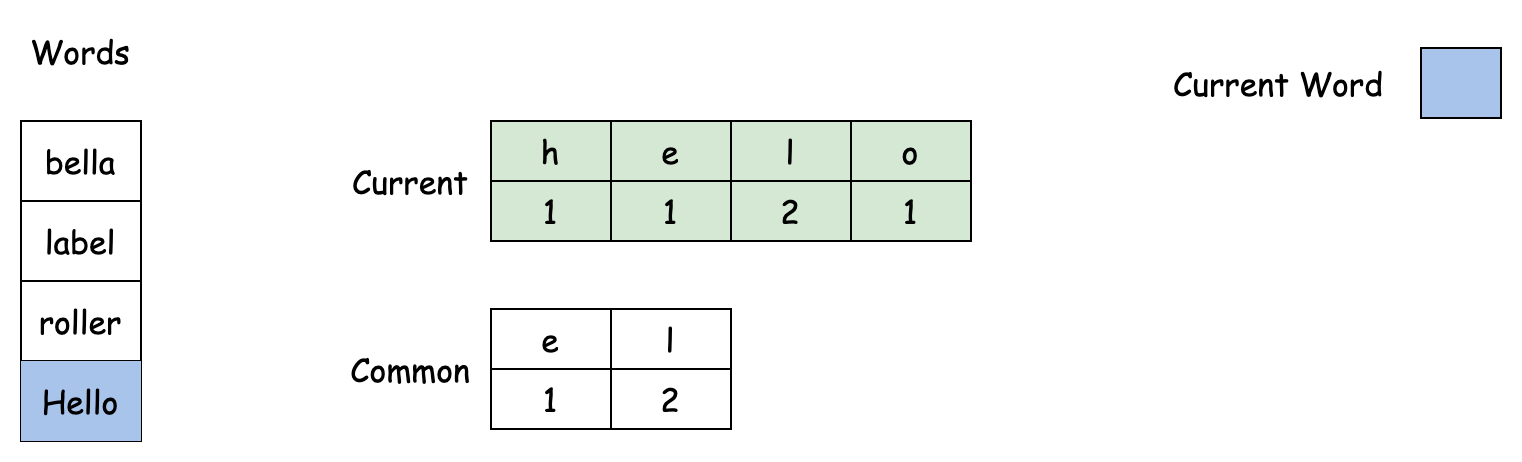 Words
Current Word
bella
label
roller
Hello
Current
h e l o
1 1 2 1
Common
e l
1 2